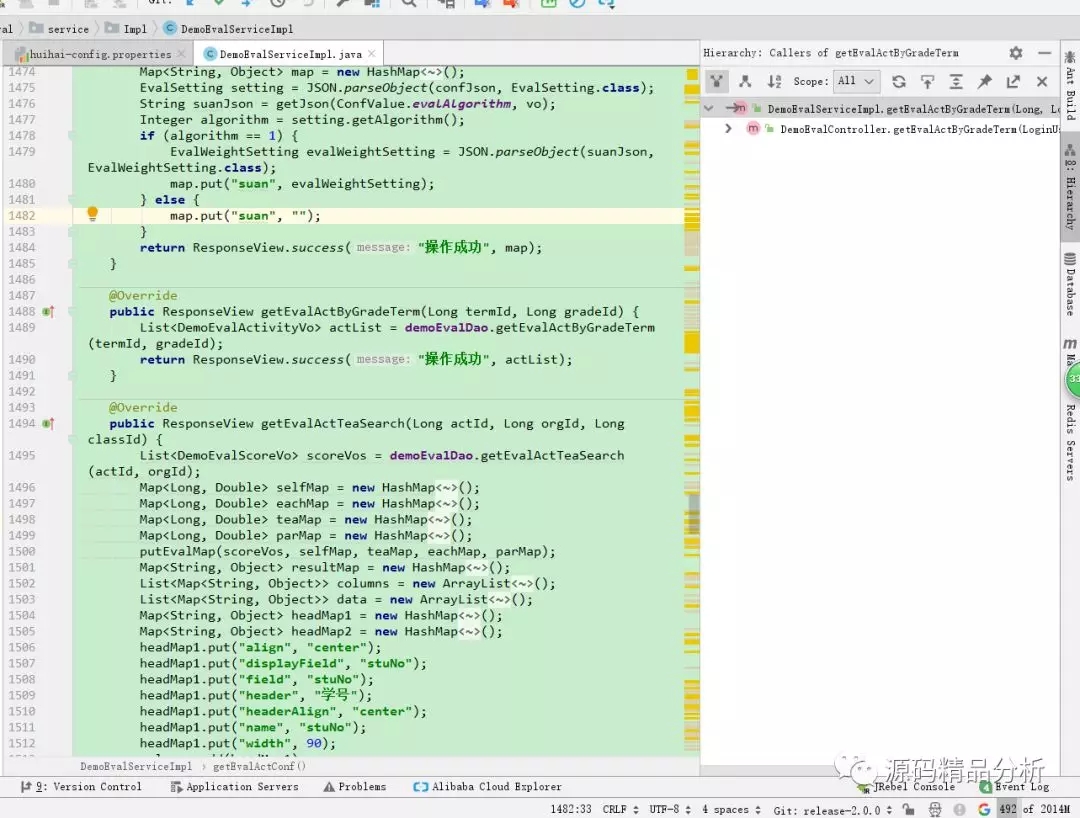 Git:
val service Impl DemoEvalServiceImpl
huihai-config.properties × DemoEvalServiceImpl.java ×
1474 Map<String, Object> map = new HashMap<~>();
1475 EvalSetting setting = JSON.parseObject(confJson, EvalSetting.class);
1476 String suanJson = getJson(ConfValue.evalALgorithm, vo);
1477 Integer algorithm = setting.getAlgorithm();
1478 if (algorithm == 1) {
1479 EvalWeightSetting evalWeightSetting = JSON.parseObject(suanJson,
EvalWeightSetting.class);
1480 map.put("suan", evalWeightSetting);
1481 } else {
1482 map.put("suan", "");
1483 }
1484 return ResponseView.success( message: "操作成功", map);
1485 }
1486
1487 @Override
1488 public ResponseView getEvalActByGradeTerm(Long termId, Long gradeId) {
1489 List<DemoEvalActivityVo> actList = demoEvalDao.getEvalActByGradeTerm
(termId, gradeId);
1490 return ResponseView.success( message: "操作成功", actList);
1491 }
1492
1493 @Override
1494 public ResponseView getEvalActTeaSearch(Long actId, Long orgId, Long
classId) {
1495 List<DemoEvalScoreVo> scoreVos = demoEvalDao.getEvalActTeaSearch
(actId, orgId);
1496 Map<Long, Double> selfMap = new HashMap<~>();
1497 Map<Long, Double> eachMap = new HashMap<~>();
1498 Map<Long, Double> teaMap = new HashMap<~>();
1499 Map<Long, Double> parMap = new HashMap<~>();
1500 putEvalMap(scoreVos, selfMap, teaMap, eachMap, parMap);
1501 Map<String, Object> resultMap = new HashMap<~>();
1502 List<Map<String, Object>> columns = new ArrayList<~>();
1503 List<Map<String, Object>> data = new ArrayList<~>();
1504 Map<String, Object> headMap1 = new HashMap<~>();
1505 Map<String, Object> headMap2 = new HashMap<~>();
1506 headMap1.put("align", "center");
1507 headMap1.put("displayField", "stuNo");
1508 headMap1.put("field", "stuNo");
1509 headMap1.put("header", "学号");
1510 headMap1.put("headerAlign", "center");
1511 headMap1.put("name", "stuNo");
1512 headMap1.put("width", 90);
DemoEvalServiceImpl › getEvalActConf()
Hierarchy: Callers of getEvalActByGradeTerm
Scope: All
DemoEvalServiceImpl.getEvalActByGradeTerm(Long, Lo
DemoEvalController.getEvalActByGradeTerm(LoginUs
Ant Build
8: Hierarchy
Database
m Ma
33
Redis Servers
源码精品分析
9: Version Control Application Servers Problems Alibaba Cloud Explorer JRebel Console Event Log
1482:33 CRLF UTF-8 4 spaces Git: release-2.0.0 492 of 2014M